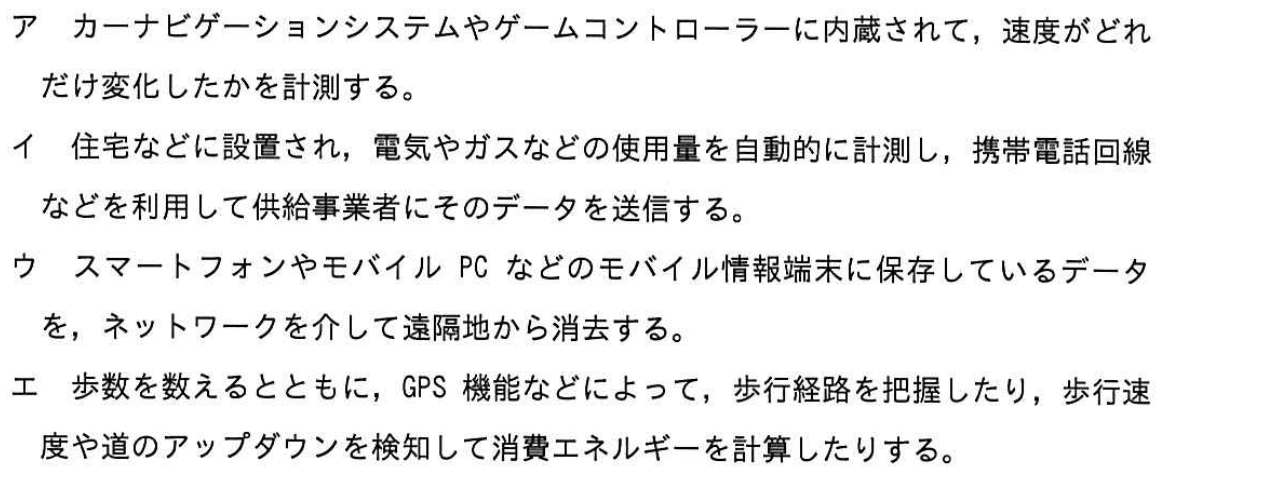 ア　カーナビゲーションシステムやゲームコントローラーに内蔵されて，速度がどれ
だけ変化したかを計測する。
イ　住宅などに設置され，電気やガスなどの使用量を自動的に計測し，携帯電話回線
などを利用して供給事業者にそのデータを送信する。
ウ　スマートフォンやモバイル PC などのモバイル情報端末に保存しているデータ
を，ネットワークを介して遠隔地から消去する。
エ　歩数を数えるとともに，GPS 機能などによって，歩行経路を把握したり，歩行速
度や道のアップダウンを検知して消費エネルギーを計算したりする。